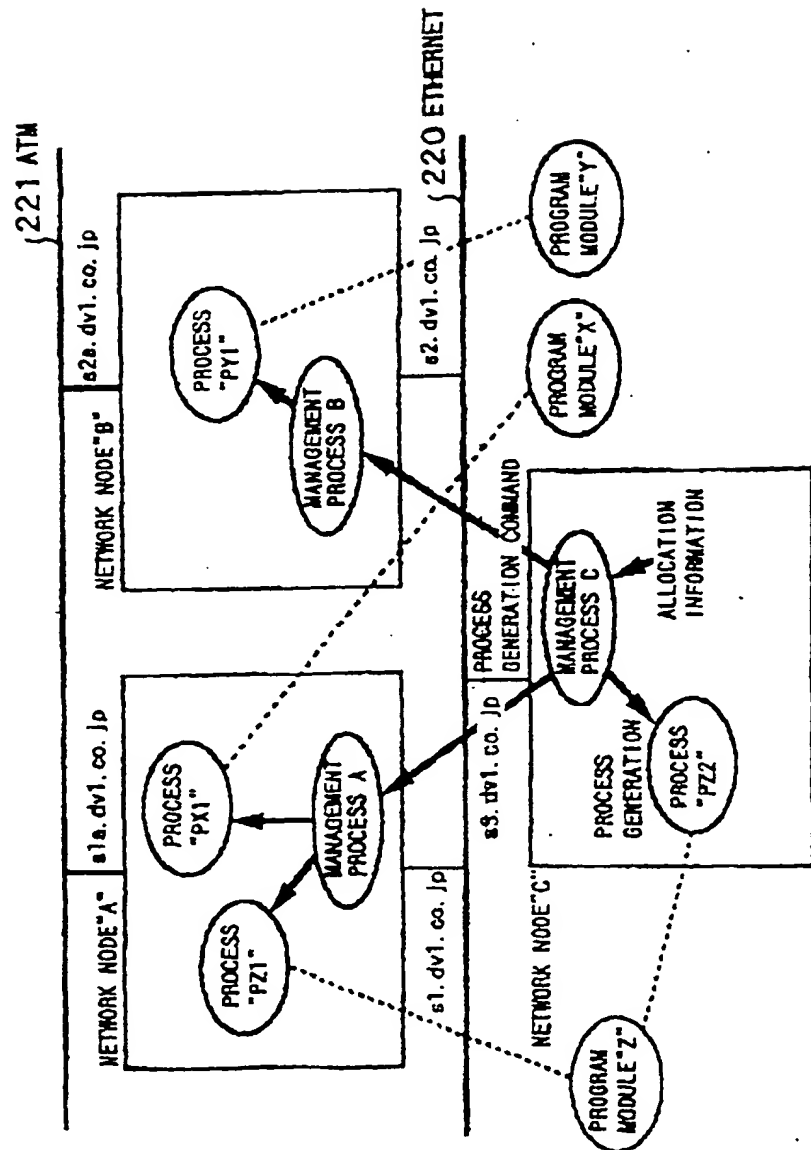 221 ATM
s1a.dv1.co.jp
s2a.dv1.co.jp
NETWORK NODE"A"
NETWORK NODE"B"
PROCESS
"PZ1"
PROCESS
"PX1"
PROCESS
"PY1"
MANAGEMENT
PROCESS A
MANAGEMENT
PROCESS B
s1.dv1.co.jp
s2.dv1.co.jp
220 ETHERNET
s3.dv1.co.jp
PROCESS
GENERATION COMMAND
NETWORK NODE"C"
MANAGEMENT
PROCESS C
PROCESS
GENERATION
PROCESS
"PZ2"
ALLOCATION
INFORMATION
PROGRAM
MODULE"Z"
PROGRAM
MODULE"X"
PROGRAM
MODULE"Y"